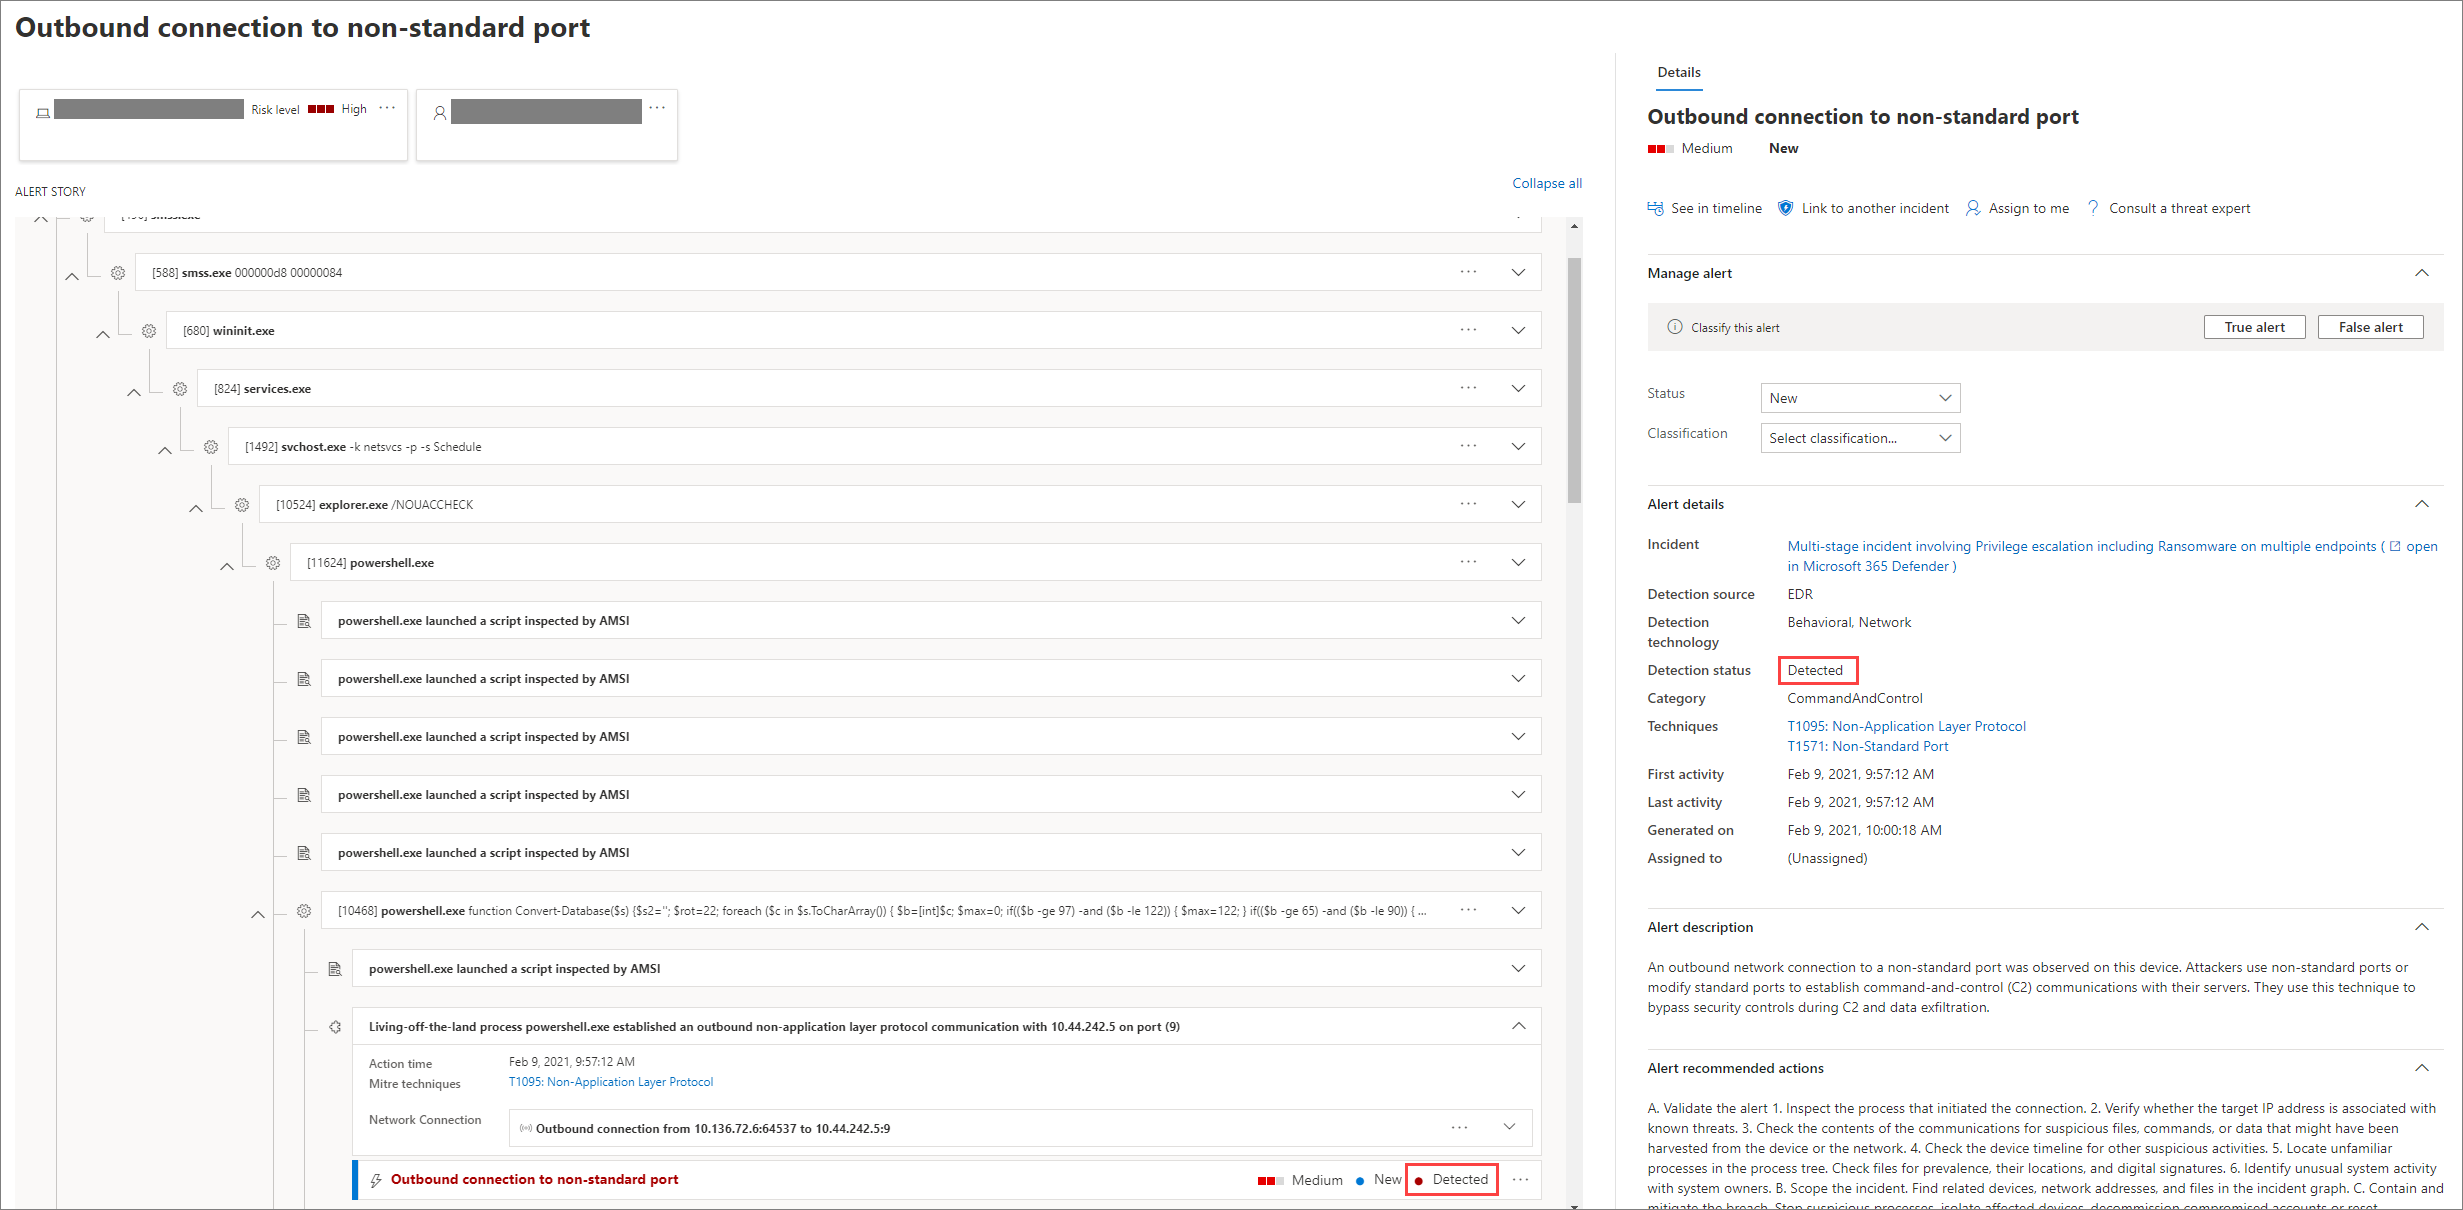 Outbound connection to non-standard port
Risk level High ···
···
ALERT STORY
Collapse all
[588] smss.exe 000000d8 00000084
[680] wininit.exe
[824] services.exe
[1492] svchost.exe -k netsvcs -p -s Schedule
[10524] explorer.exe /NOUACCHECK
[11624] powershell.exe
powershell.exe launched a script inspected by AMSI
powershell.exe launched a script inspected by AMSI
powershell.exe launched a script inspected by AMSI
powershell.exe launched a script inspected by AMSI
powershell.exe launched a script inspected by AMSI
[10468] powershell.exe function Convert-Database($s) {$s2=''; $rot=22; foreach ($c in $s.ToCharArray()) { $b=[int]$c; $max=0; if(($b -ge 97) -and ($b -le 122)) { $max=122; } if(($b -ge 65) -and ($b -le 90)) { ...
powershell.exe launched a script inspected by AMSI
Living-off-the-land process powershell.exe established an outbound non-application layer protocol communication with 10.44.242.5 on port (9)
Action time Feb 9, 2021, 9:57:12 AM
Mitre techniques T1095: Non-Application Layer Protocol
Network Connection Outbound connection from 10.136.72.6:64537 to 10.44.242.5:9
Outbound connection to non-standard port Medium New Detected ···
Details
Outbound connection to non-standard port
Medium New
See in timeline Link to another incident Assign to me ? Consult a threat expert
Manage alert
Classify this alert True alert False alert
Status New
Classification Select classification...
Alert details
Incident Multi-stage incident involving Privilege escalation including Ransomware on multiple endpoints ( open
in Microsoft 365 Defender )
Detection source EDR
Detection Behavioral, Network
technology
Detection status Detected
Category CommandAndControl
Techniques T1095: Non-Application Layer Protocol
T1571: Non-Standard Port
First activity Feb 9, 2021, 9:57:12 AM
Last activity Feb 9, 2021, 9:57:12 AM
Generated on Feb 9, 2021, 10:00:18 AM
Assigned to (Unassigned)
Alert description
An outbound network connection to a non-standard port was observed on this device. Attackers use non-standard ports or
modify standard ports to establish command-and-control (C2) communications with their servers. They use this technique to
bypass security controls during C2 and data exfiltration.
Alert recommended actions
A. Validate the alert 1. Inspect the process that initiated the connection. 2. Verify whether the target IP address is associated with
known threats. 3. Check the contents of the communications for suspicious files, commands, or data that might have been
harvested from the device or the network. 4. Check the device timeline for other suspicious activities. 5. Locate unfamiliar
processes in the process tree. Check files for prevalence, their locations, and digital signatures. 6. Identify unusual system activity
with system owners. B. Scope the incident. Find related devices, network addresses, and files in the incident graph. C. Contain and
mitigate the breach. Stop suspicious processes, isolate affected devices, decommission compromised accounts or reset